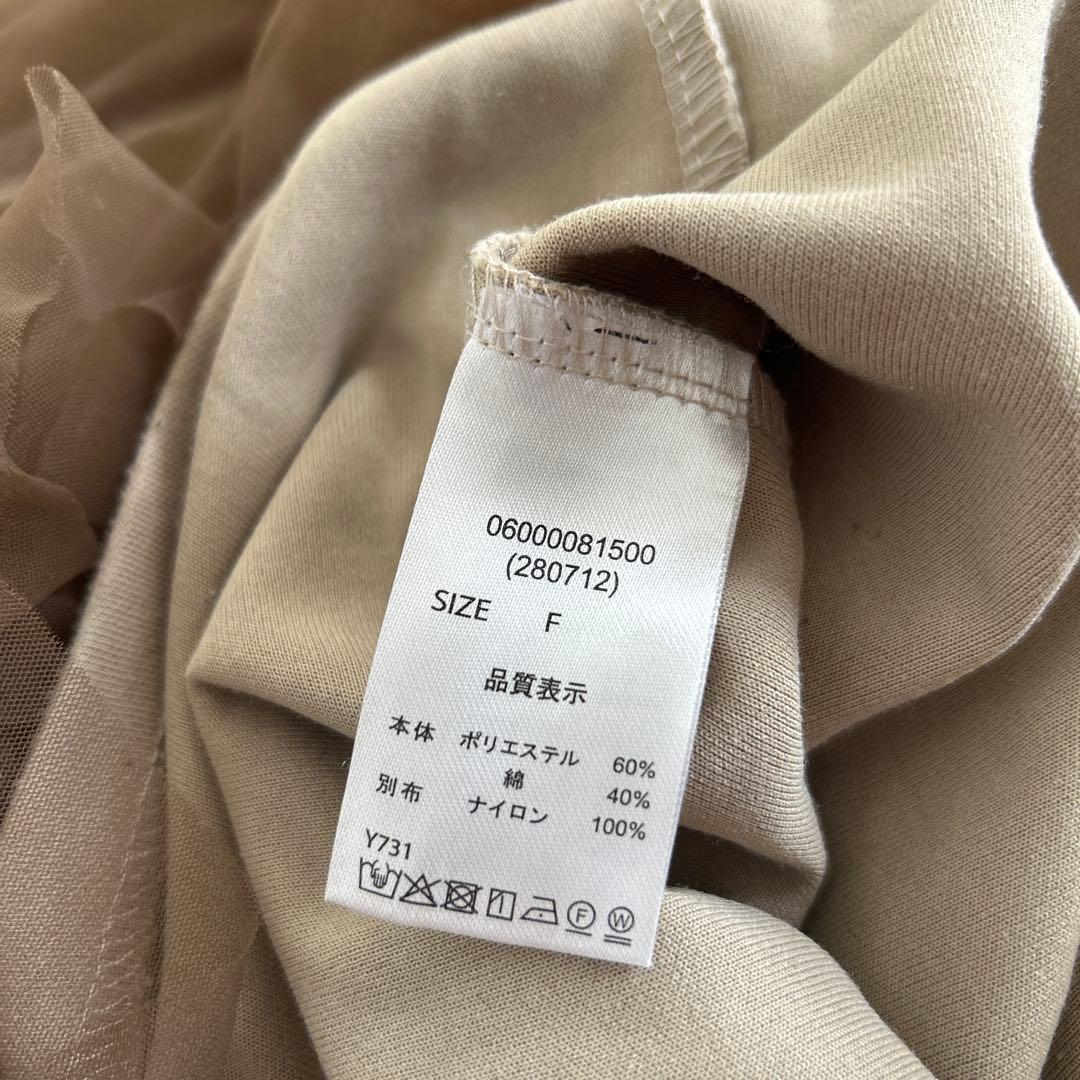 06000081500
(280712)
SIZE F
品質表示
本体 ポリエステル 60%
綿 40%
別布 ナイロン 100%
Y731
F W